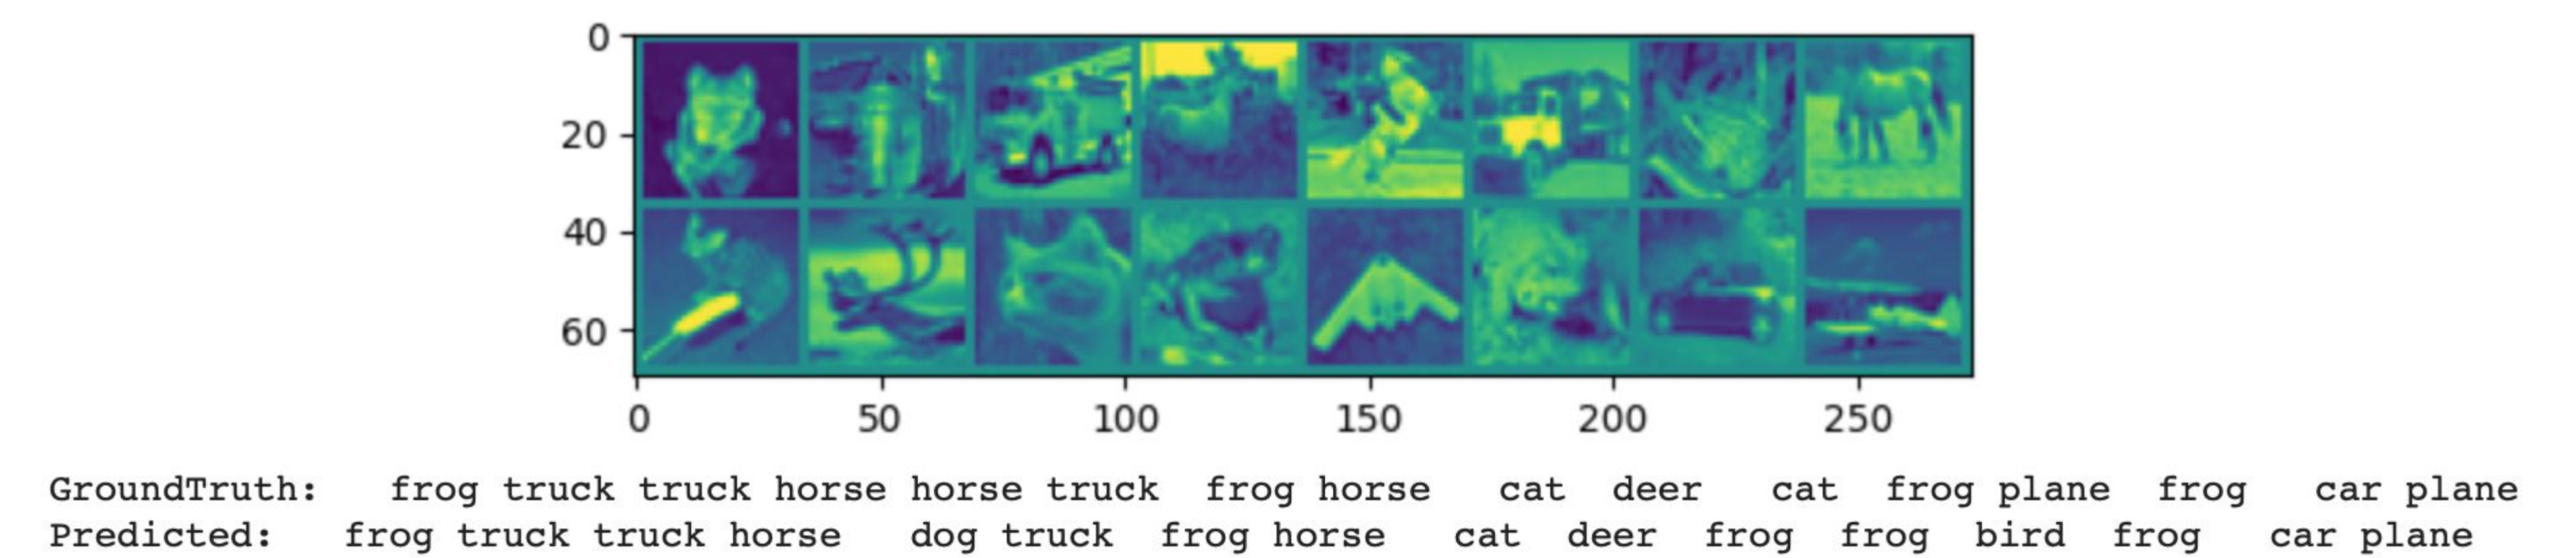 0
20
40
60
0 50 100 150 200 250
GroundTruth: frog truck truck horse horse truck frog horse cat deer cat frog plane frog car plane
Predicted: frog truck truck horse dog truck frog horse cat deer frog frog bird frog car plane